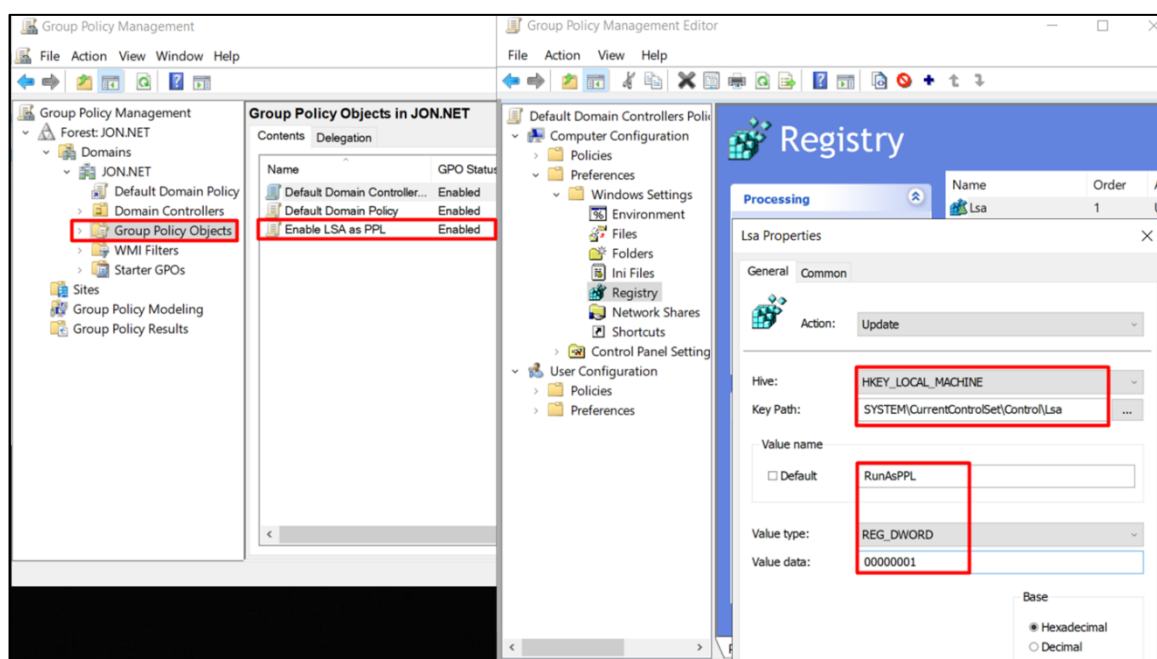 Group Policy Management
File Action View Window Help
Group Policy Management
Forest: JON.NET
Domains
JON.NET
Default Domain Policy
Domain Controllers
Group Policy Objects
WMI Filters
Starter GPOs
Sites
Group Policy Modeling
Group Policy Results
Group Policy Objects in JON.NET
Contents Delegation
Name GPO Status
Default Domain Controller... Enabled
Default Domain Policy Enabled
Enable LSA as PPL Enabled
Group Policy Management Editor
File Action View Help
Default Domain Controllers Poli
Computer Configuration
Policies
Preferences
Windows Settings
Environment
Files
Folders
Ini Files
Registry
Network Shares
Shortcuts
Control Panel Setting
User Configuration
Policies
Preferences
Registry
Processing
Name Order
Lsa 1
Lsa Properties
General Common
Action: Update
Hive: HKEY_LOCAL_MACHINE
Key Path: SYSTEM\CurrentControlSet\Control\Lsa ...
Value name
Default RunAsPPL
Value type: REG_DWORD
Value data: 00000001
Base
Hexadecimal
Decimal